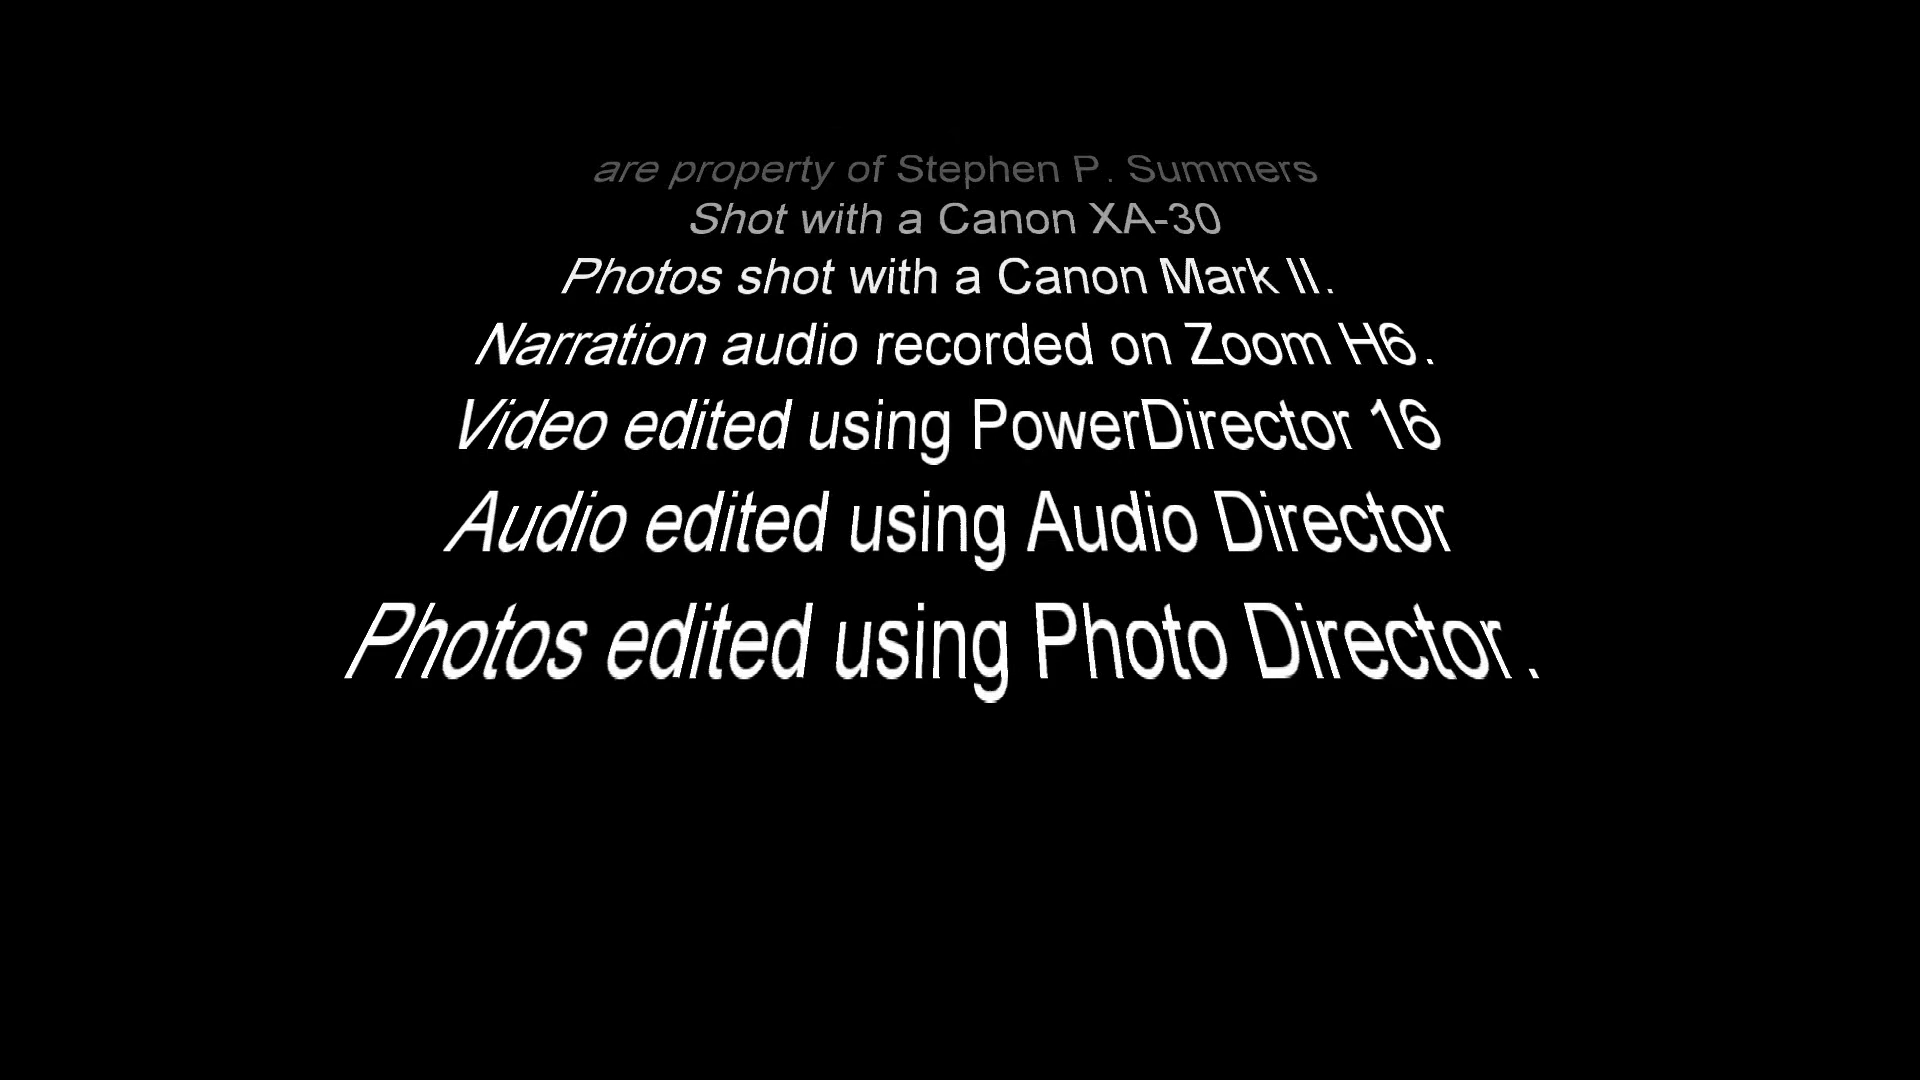 are property of Stephen P. Summers
Shot with a Canon XA-30
Photos shot with a Canon Mark II.
Narration audio recorded on Zoom H6.
Video edited using PowerDirector 16
Audio edited using Audio Director
Photos edited using Photo Director.